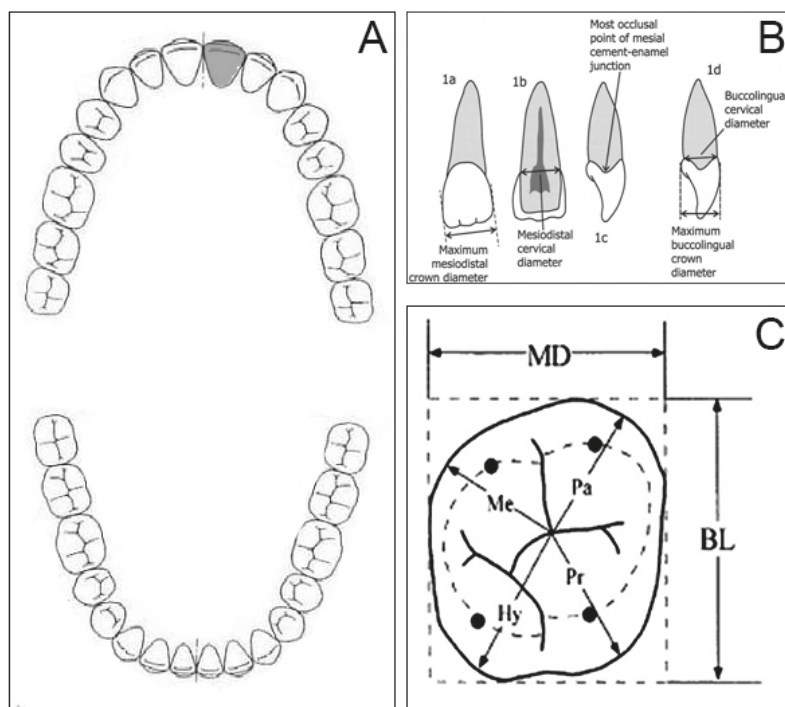 A
B
Most occlusal
point of mesial
cement-enamel
junction
1a
1b
1d
Buccolingual
cervical
diameter
1c
Maximum
mesiodistal
crown diameter
Mesiodistal
cervical
diameter
Maximum
buccolingual
crown
diameter
C
MD
BL
Me
Pa
Hy
Pr